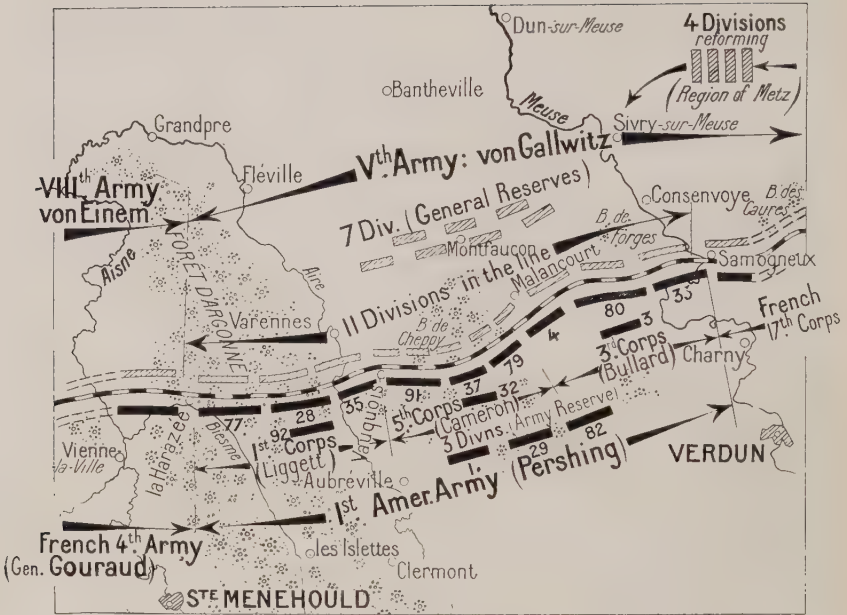 Dun-sur-Meuse
4 Divisions
reforming
(Region of Metz)
Bantheville
Meuse
Grandpre
Sivry-sur-Meuse
Vth. Army: von Gallwitz
VIIIth Army
von Einem
Fléville
Consenvoye
B. des
Caures
7 Div. (General Reserves)
Montfaucon
B. de
Forges
Aisne
FORET D'ARGONNE
Aire
Samogneux
11 Divisions in the line
Malancourt
Varennes
B. de
Cheppy
80
33
French
17th Corps
4
3
79
3rd Corps
(Bullard)
Charny
91
37
32
77
28
35
5th Corps
(Cameron)
92
1st
Corps
(Liggett)
Vauquois
3 Divns. (Army Reserve)
1
29
82
Vienne
la-Ville
la Harazée
Biesme
VERDUN
Aubréville
1st. Amer. Army (Pershing)
French 4th. Army
(Gen. Gouraud)
les Islettes
Clermont
STE MENEHOULD